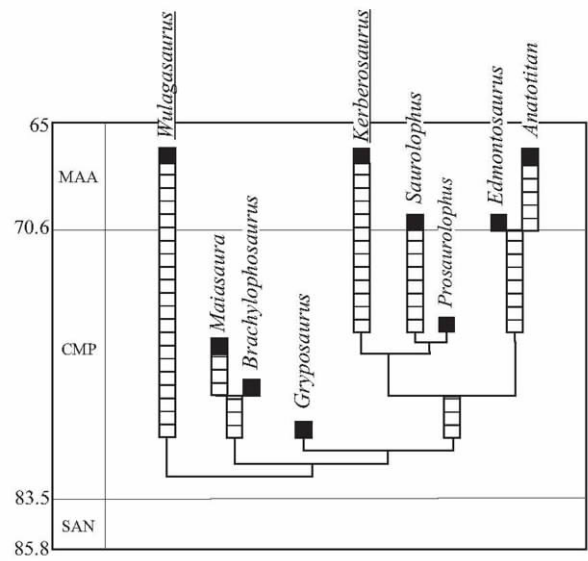 Wulagasaurus
Kerberosaurus
Anatotitan
Edmontosaurus
Saurolophus
Prosaurolophus
Maiasaura
Brachylophosaurus
Gryposaurus
65
MAA
70.6
CMP
83.5
SAN
85.8